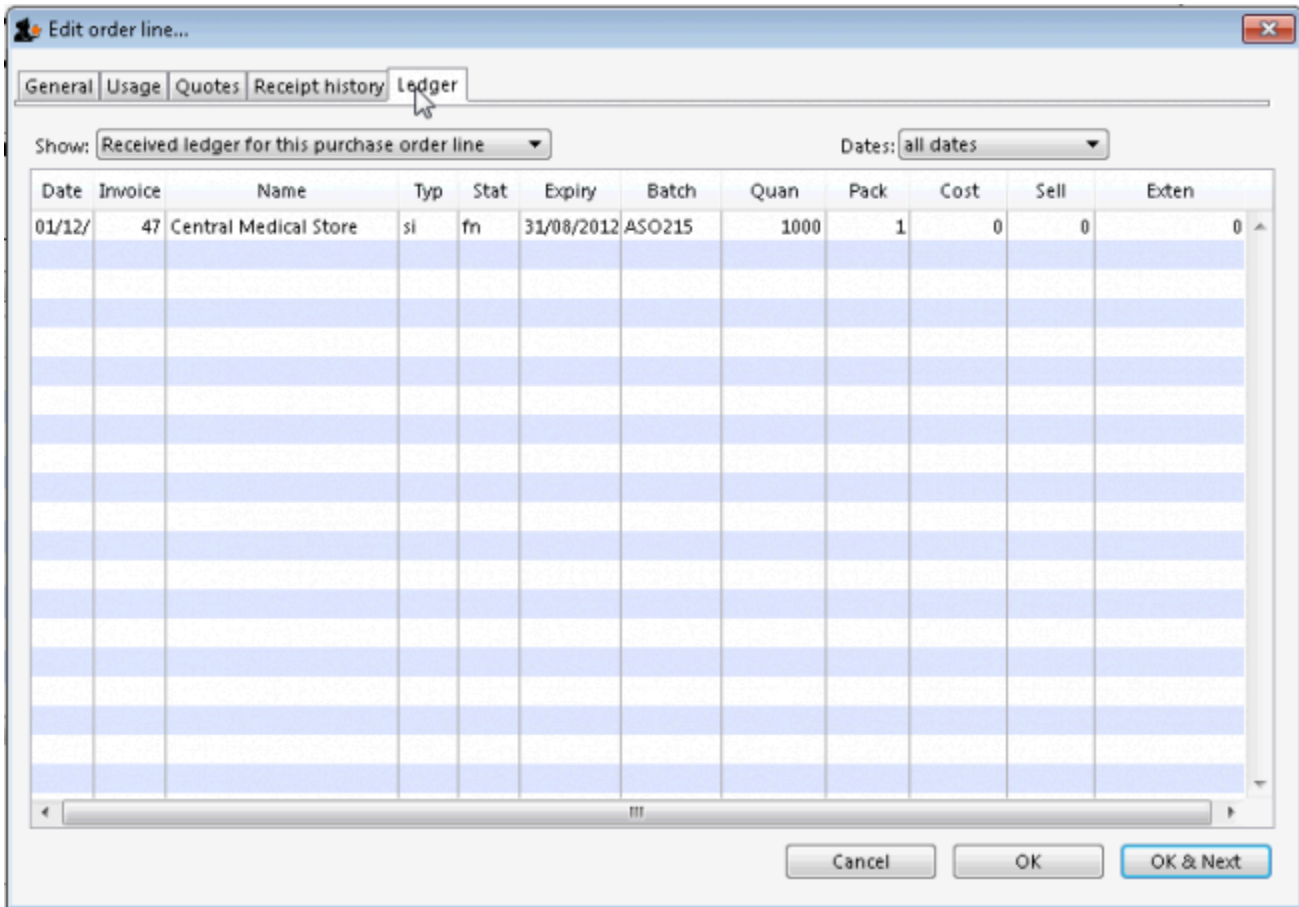 Edit order line...
General Usage Quotes Receipt history Ledger
Show: Received ledger for this purchase order line Dates: all dates
Date Invoice Name Typ Stat Expiry Batch Quan Pack Cost Sell Exten
01/12/ 47 Central Medical Store si fn 31/08/2012 ASO215 1000 1 0 0 0
Cancel OK OK & Next